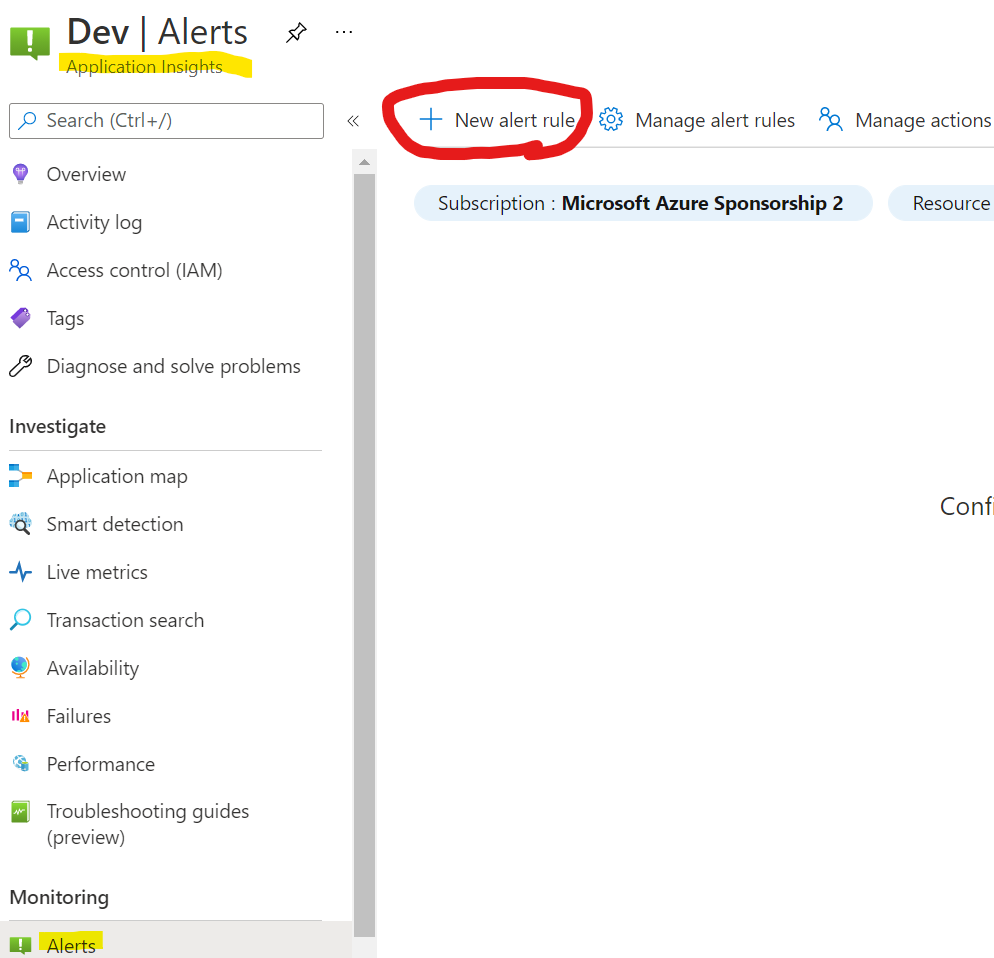 Dev | Alerts
Application Insights
Search (Ctrl+/)
New alert rule
Manage alert rules
Manage actions
Subscription : Microsoft Azure Sponsorship 2
Resource
Overview
Activity log
Access control (IAM)
Tags
Diagnose and solve problems
Investigate
Application map
Confi
Smart detection
Live metrics
Transaction search
Availability
Failures
Performance
Troubleshooting guides
(preview)
Monitoring
Alerts